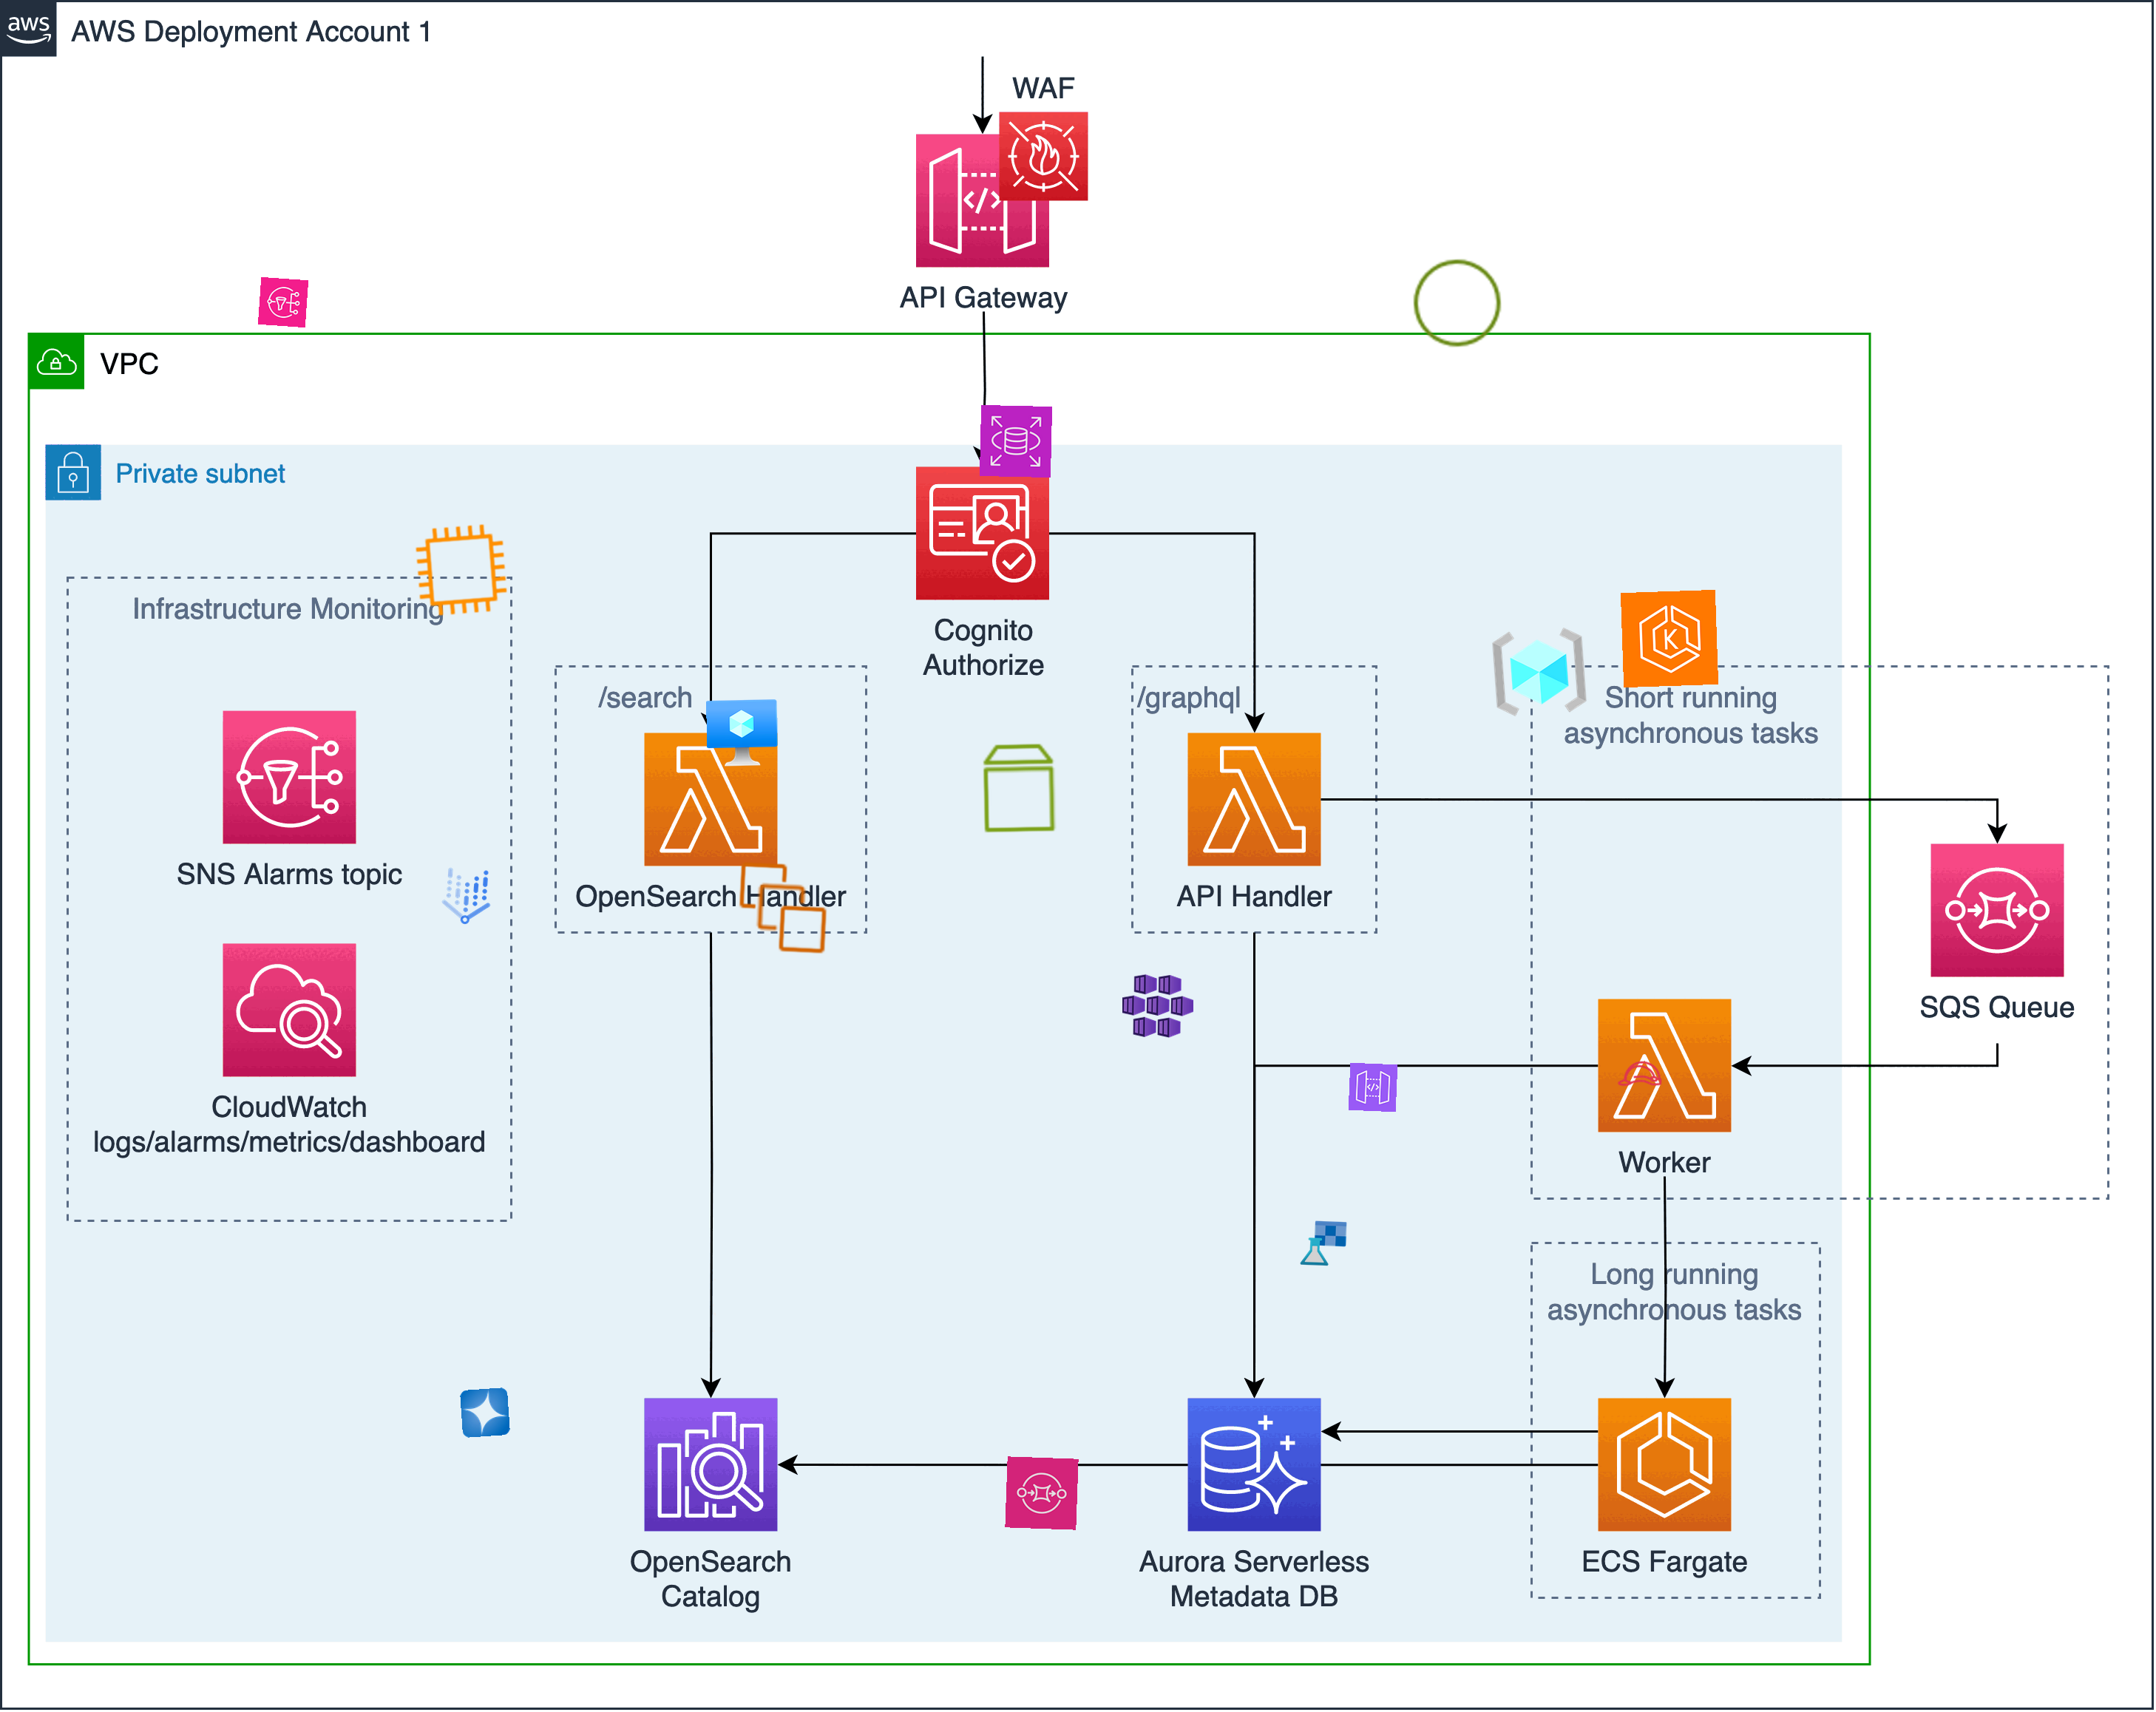 aws
AWS Deployment Account 1
WAF
API Gateway
VPC
Private subnet
Infrastructure Monitoring
Cognito
Authorize
/search
/graphql
K
Short running
asynchronous tasks
SNS Alarms topic
OpenSearch Handler
API Handler
SQS Queue
CloudWatch
logs/alarms/metrics/dashboard
Worker
Long running
asynchronous tasks
OpenSearch
Catalog
Aurora Serverless
Metadata DB
ECS Fargate